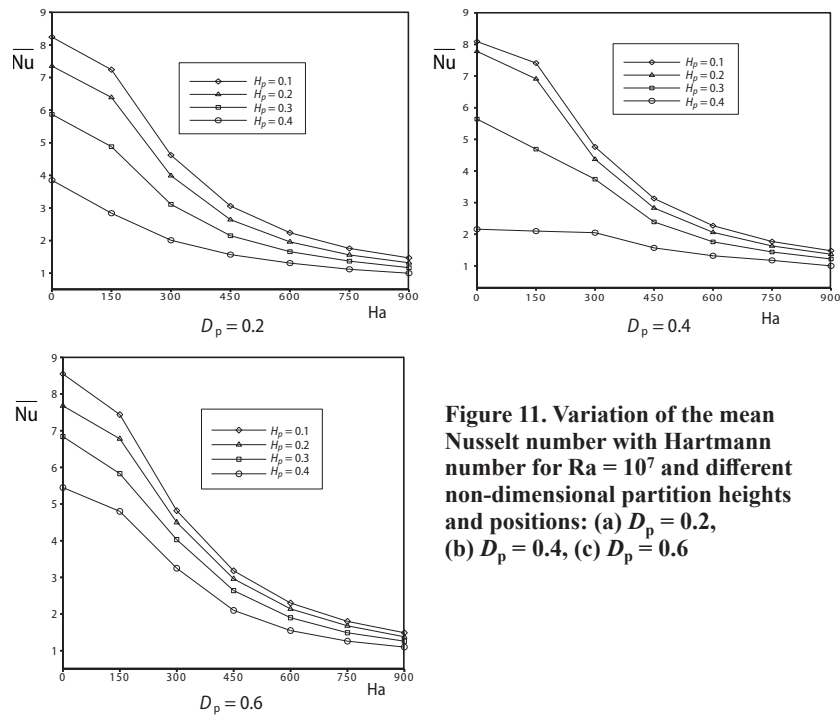 9
8
7
6
5
4
3
2
1
N̅u̅
H_p = 0.1
H_p = 0.2
H_p = 0.3
H_p = 0.4
0 150 300 450 600 750 900
Ha
D_p = 0.2
9
8
7
6
5
4
3
2
1
N̅u̅
H_p = 0.1
H_p = 0.2
H_p = 0.3
H_p = 0.4
0 150 300 450 600 750 900
Ha
D_p = 0.4
9
8
7
6
5
4
3
2
1
N̅u̅
H_p = 0.1
H_p = 0.2
H_p = 0.3
H_p = 0.4
0 150 300 450 600 750 900
Ha
D_p = 0.6
Figure 11. Variation of the mean
Nusselt number with Hartmann
number for Ra = 10⁷ and different
non-dimensional partition heights
and positions: (a) D_p = 0.2,
(b) D_p = 0.4, (c) D_p = 0.6